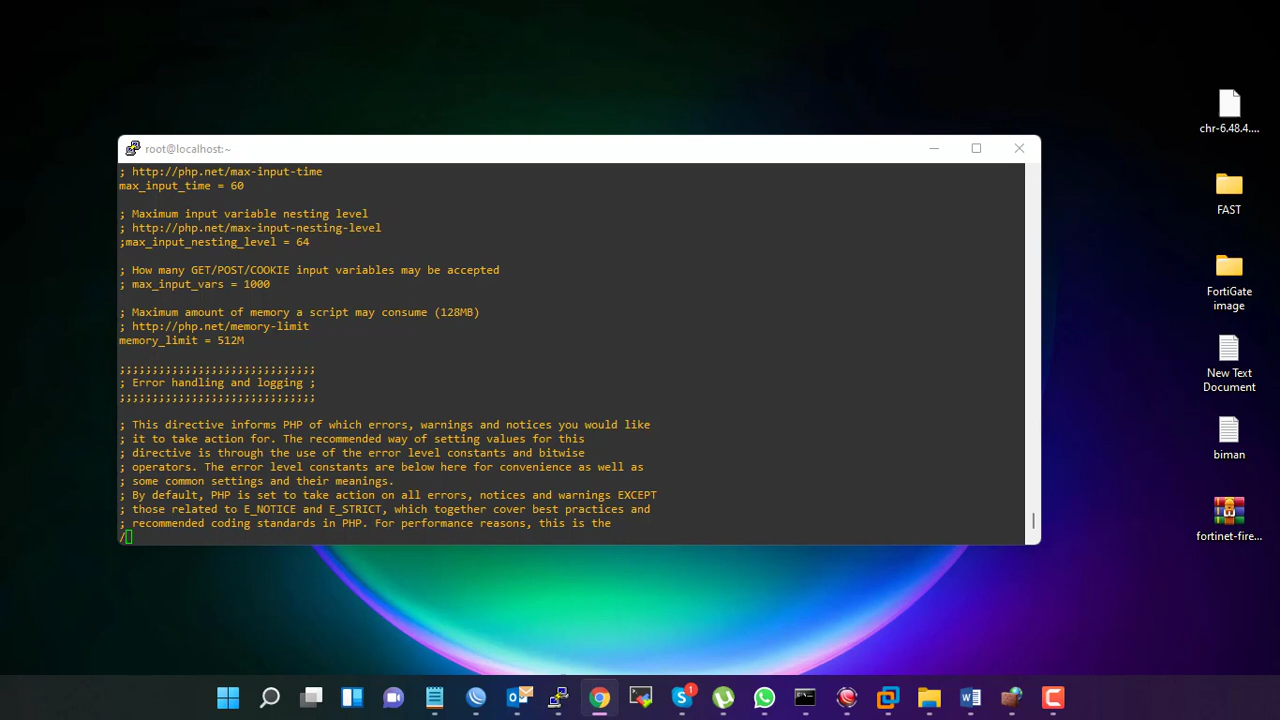 root@localhost:~
; http://php.net/max-input-time
max_input_time = 60
; Maximum input variable nesting level
; http://php.net/max-input-nesting-level
;max_input_nesting_level = 64
; How many GET/POST/COOKIE input variables may be accepted
; max_input_vars = 1000
; Maximum amount of memory a script may consume (128MB)
; http://php.net/memory-limit
memory_limit = 512M
;;;;;;;;;;;;;;;;;;;;;;;;;;;;;;
; Error handling and logging ;
;;;;;;;;;;;;;;;;;;;;;;;;;;;;;;
; This directive informs PHP of which errors, warnings and notices you would like
; it to take action for. The recommended way of setting values for this
; directive is through the use of the error level constants and bitwise
; operators. The error level constants are below here for convenience as well as
; some common settings and their meanings.
; By default, PHP is set to take action on all errors, notices and warnings EXCEPT
; those related to E_NOTICE and E_STRICT, which together cover best practices and
; recommended coding standards in PHP. For performance reasons, this is the
/
chr-6.48.4....
FAST
FortiGate
image
New Text
Document
biman
fortinet-fire...
1